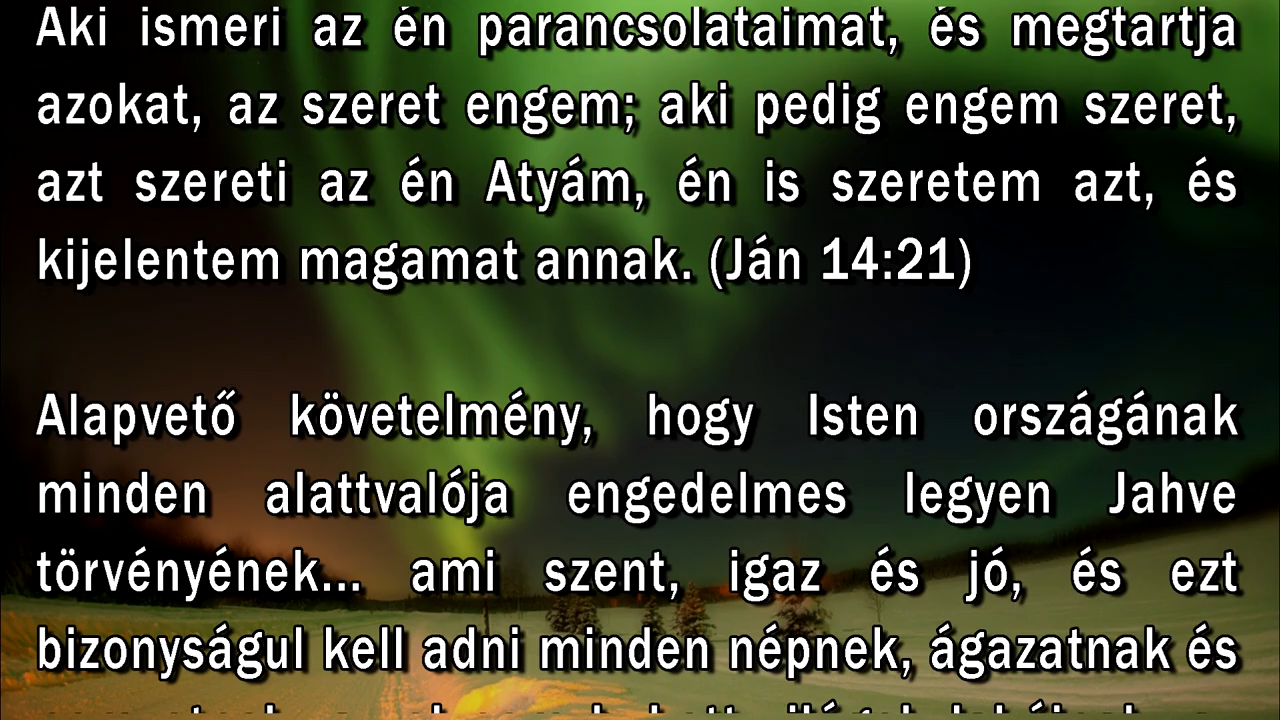 Aki ismeri az én parancsolataimat, és megtartja
azokat, az szeret engem; aki pedig engem szeret,
azt szereti az én Atyám, én is szeretem azt, és
kijelentem magamat annak. (Ján 14:21)
Alapvető követelmény, hogy Isten országának
minden alattvalója engedelmes legyen Jahve
törvényének... ami szent, igaz és jó, és ezt
bizonyságul kell adni minden népnek, ágazatnak és